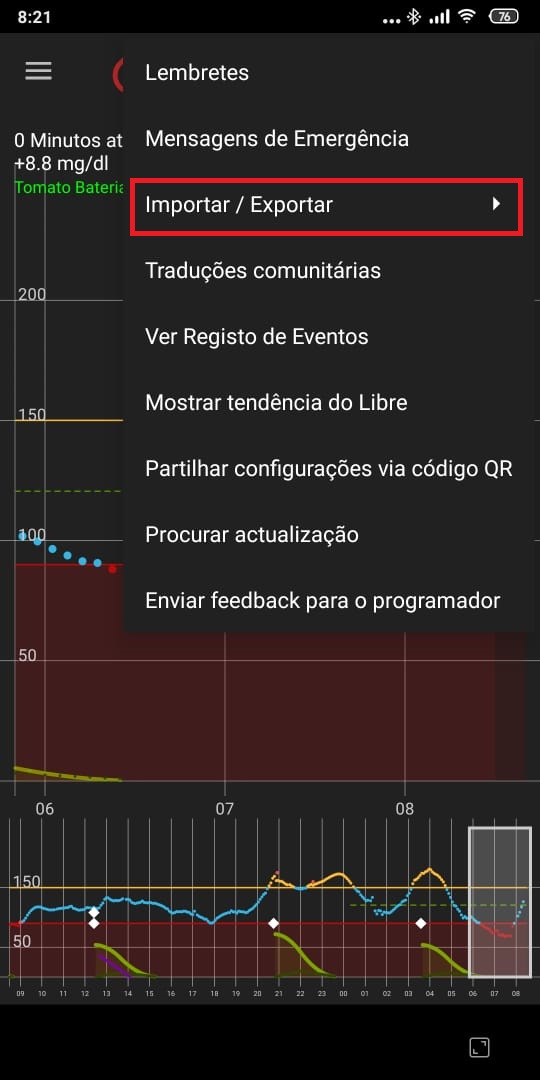 8:21
76
Lembretes
0 Minutos at
Mensagens de Emergência
+8.8 mg/dl
Tomato Bateria
Importar / Exportar
Traduções comunitárias
200
Ver Registo de Eventos
Mostrar tendência do Libre
150
Partilhar configurações via código QR
100
Procurar actualização
Enviar feedback para o programador
50
06 07 08
150
50
09 10 11 12 13 14 15 16 17 18 19 20 21 22 23 00 01 02 03 04 05 06 07 08